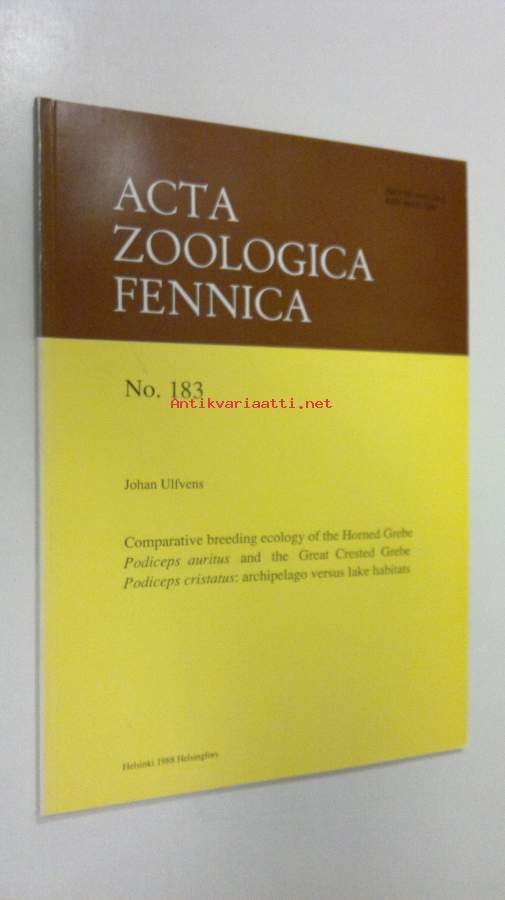 ACTA
ZOOLOGICA
FENNICA
No. 183
Antikvariaatti.net
Johan Ulfvens
Comparative breeding ecology of the Horned Grebe
Podiceps auritus and the Great Crested Grebe
Podiceps cristatus: archipelago versus lake habitats
Helsinki 1988 Helsingfors